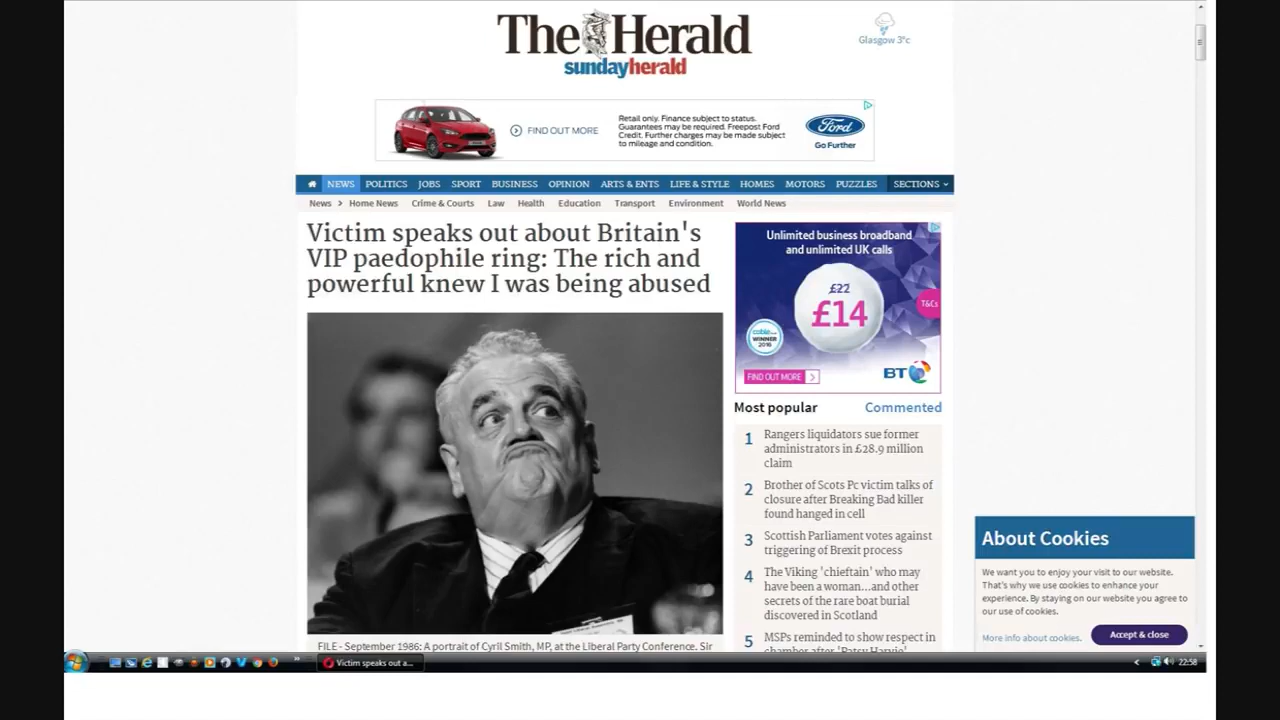 The Herald
sundayherald
Glasgow 3°c
FIND OUT MORE
Retail only. Finance subject to status.
Guarantees may be required. Freepost Ford
Credit. Further charges may be made subject
to mileage and condition.
Ford
Go Further
NEWS POLITICS JOBS SPORT BUSINESS OPINION ARTS & ENTS LIFE & STYLE HOMES MOTORS PUZZLES SECTIONS
News > Home News Crime & Courts Law Health Education Transport Environment World News
Victim speaks out about Britain's
VIP paedophile ring: The rich and
powerful knew I was being abused
FILE - September 1986: A portrait of Cyril Smith, MP, at the Liberal Party Conference. Sir
Unlimited business broadband
and unlimited UK calls
£22
£14
T&Cs
WINNER
2016
FIND OUT MORE >
BT
Most popular Commented
1 Rangers liquidators sue former
administrators in £28.9 million
claim
2 Brother of Scots Pc victim talks of
closure after Breaking Bad killer
found hanged in cell
3 Scottish Parliament votes against
triggering of Brexit process
4 The Viking 'chieftain' who may
have been a woman...and other
secrets of the rare boat burial
discovered in Scotland
5 MSPs reminded to show respect in
chamber after 'Patsy Harvie'
About Cookies
We want you to enjoy your visit to our website.
That's why we use cookies to enhance your
experience. By staying on our website you agree to
our use of cookies.
More info about cookies. Accept & close
Victim speaks out a...
22:58